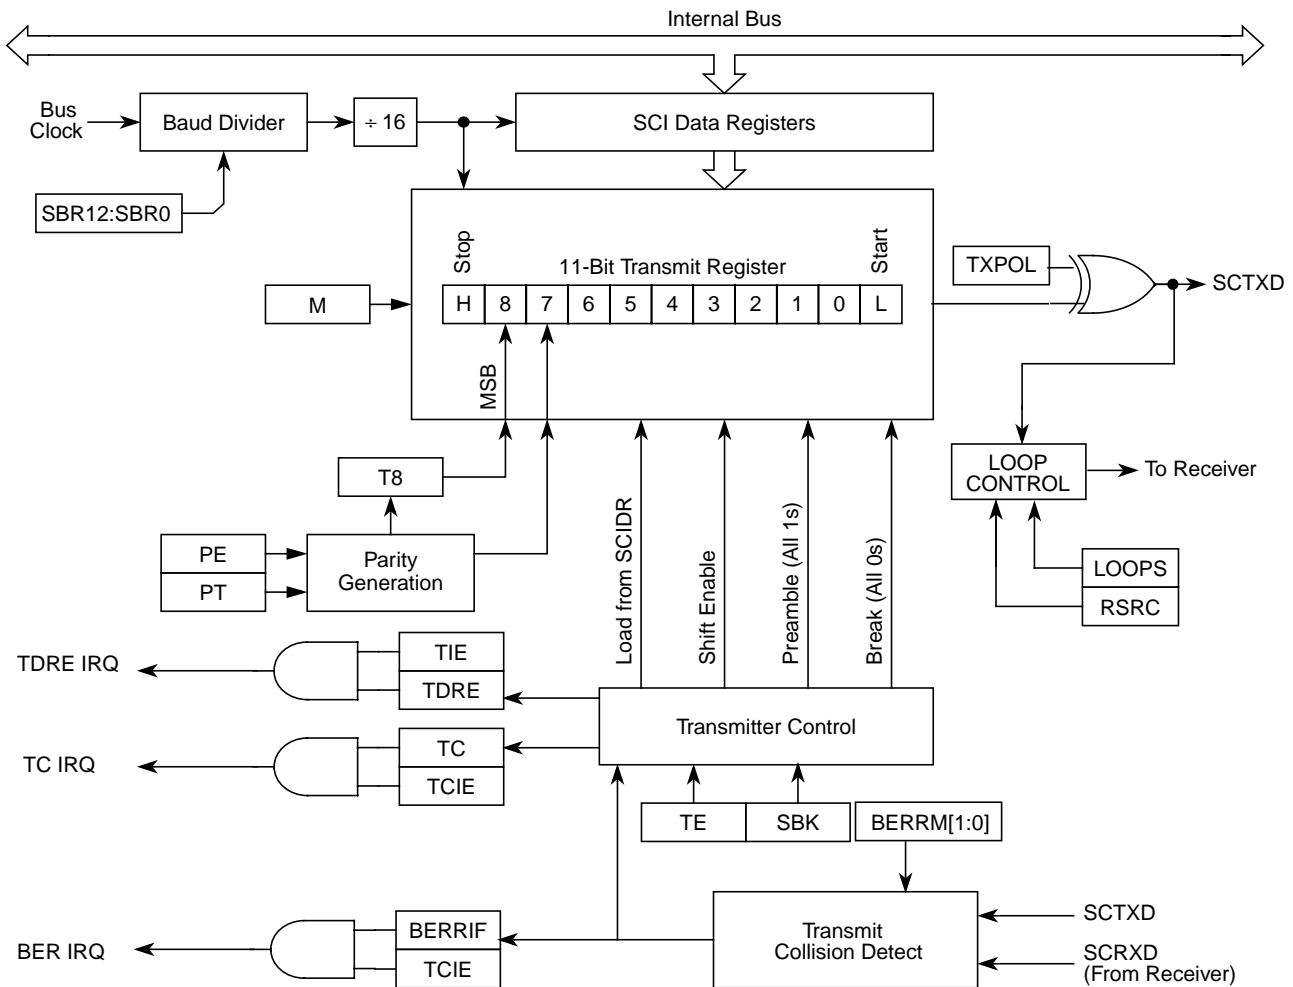 Internal Bus
Bus
Clock
Baud Divider
÷ 16
SCI Data Registers
SBR12:SBR0
Stop
11-Bit Transmit Register
Start
M
H 8 7 6 5 4 3 2 1 0 L
TXPOL
SCTXD
MSB
T8
LOOP
CONTROL
To Receiver
PE
PT
Parity
Generation
Load from SCIDR
Shift Enable
Preamble (All 1s)
Break (All 0s)
LOOPS
RSRC
TDRE IRQ
TIE
TDRE
Transmitter Control
TC IRQ
TC
TCIE
TE
SBK
BERRM[1:0]
BER IRQ
BERRIF
TCIE
Transmit
Collision Detect
SCTXD
SCRXD
(From Receiver)